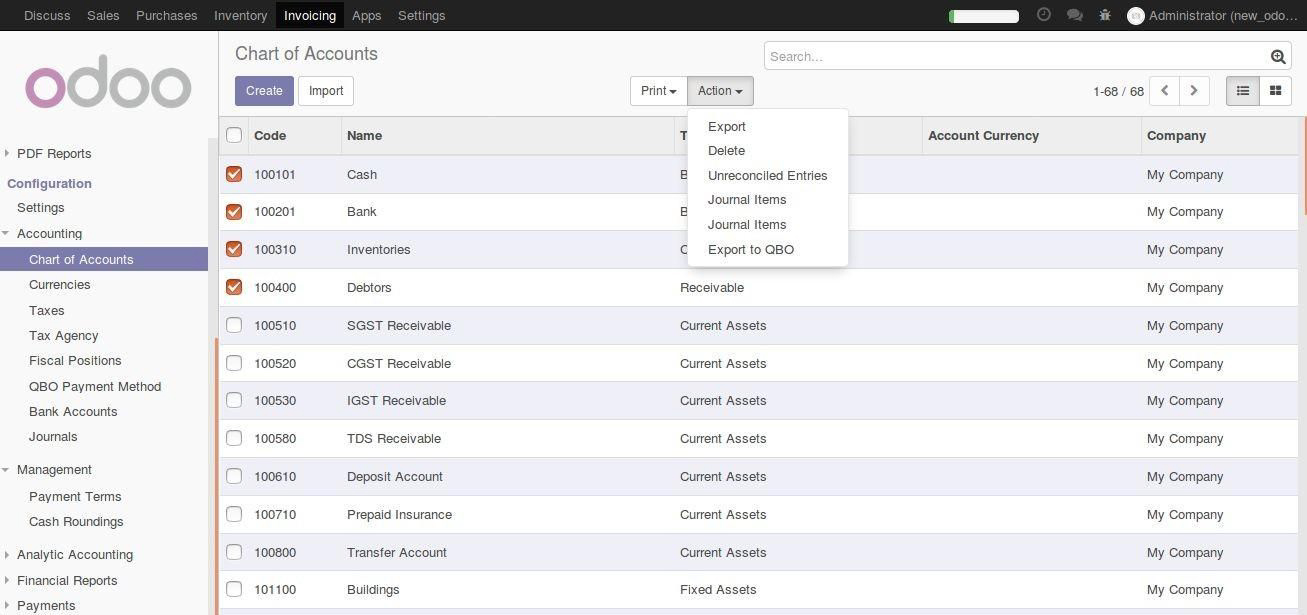 Discuss Sales Purchases Inventory Invoicing Apps Settings Administrator (new_odo...
odoo
Chart of Accounts
Search...
Create Import Print Action 1-68 / 68
PDF Reports
Configuration
Settings
Accounting
Chart of Accounts
Currencies
Taxes
Tax Agency
Fiscal Positions
QBO Payment Method
Bank Accounts
Journals
Management
Payment Terms
Cash Roundings
Analytic Accounting
Financial Reports
Payments
Code Name T Account Currency Company
100101 Cash B My Company
100201 Bank B My Company
100310 Inventories C My Company
100400 Debtors Receivable My Company
100510 SGST Receivable Current Assets My Company
100520 CGST Receivable Current Assets My Company
100530 IGST Receivable Current Assets My Company
100580 TDS Receivable Current Assets My Company
100610 Deposit Account Current Assets My Company
100710 Prepaid Insurance Current Assets My Company
100800 Transfer Account Current Assets My Company
101100 Buildings Fixed Assets My Company
Export
Delete
Unreconciled Entries
Journal Items
Journal Items
Export to QBO